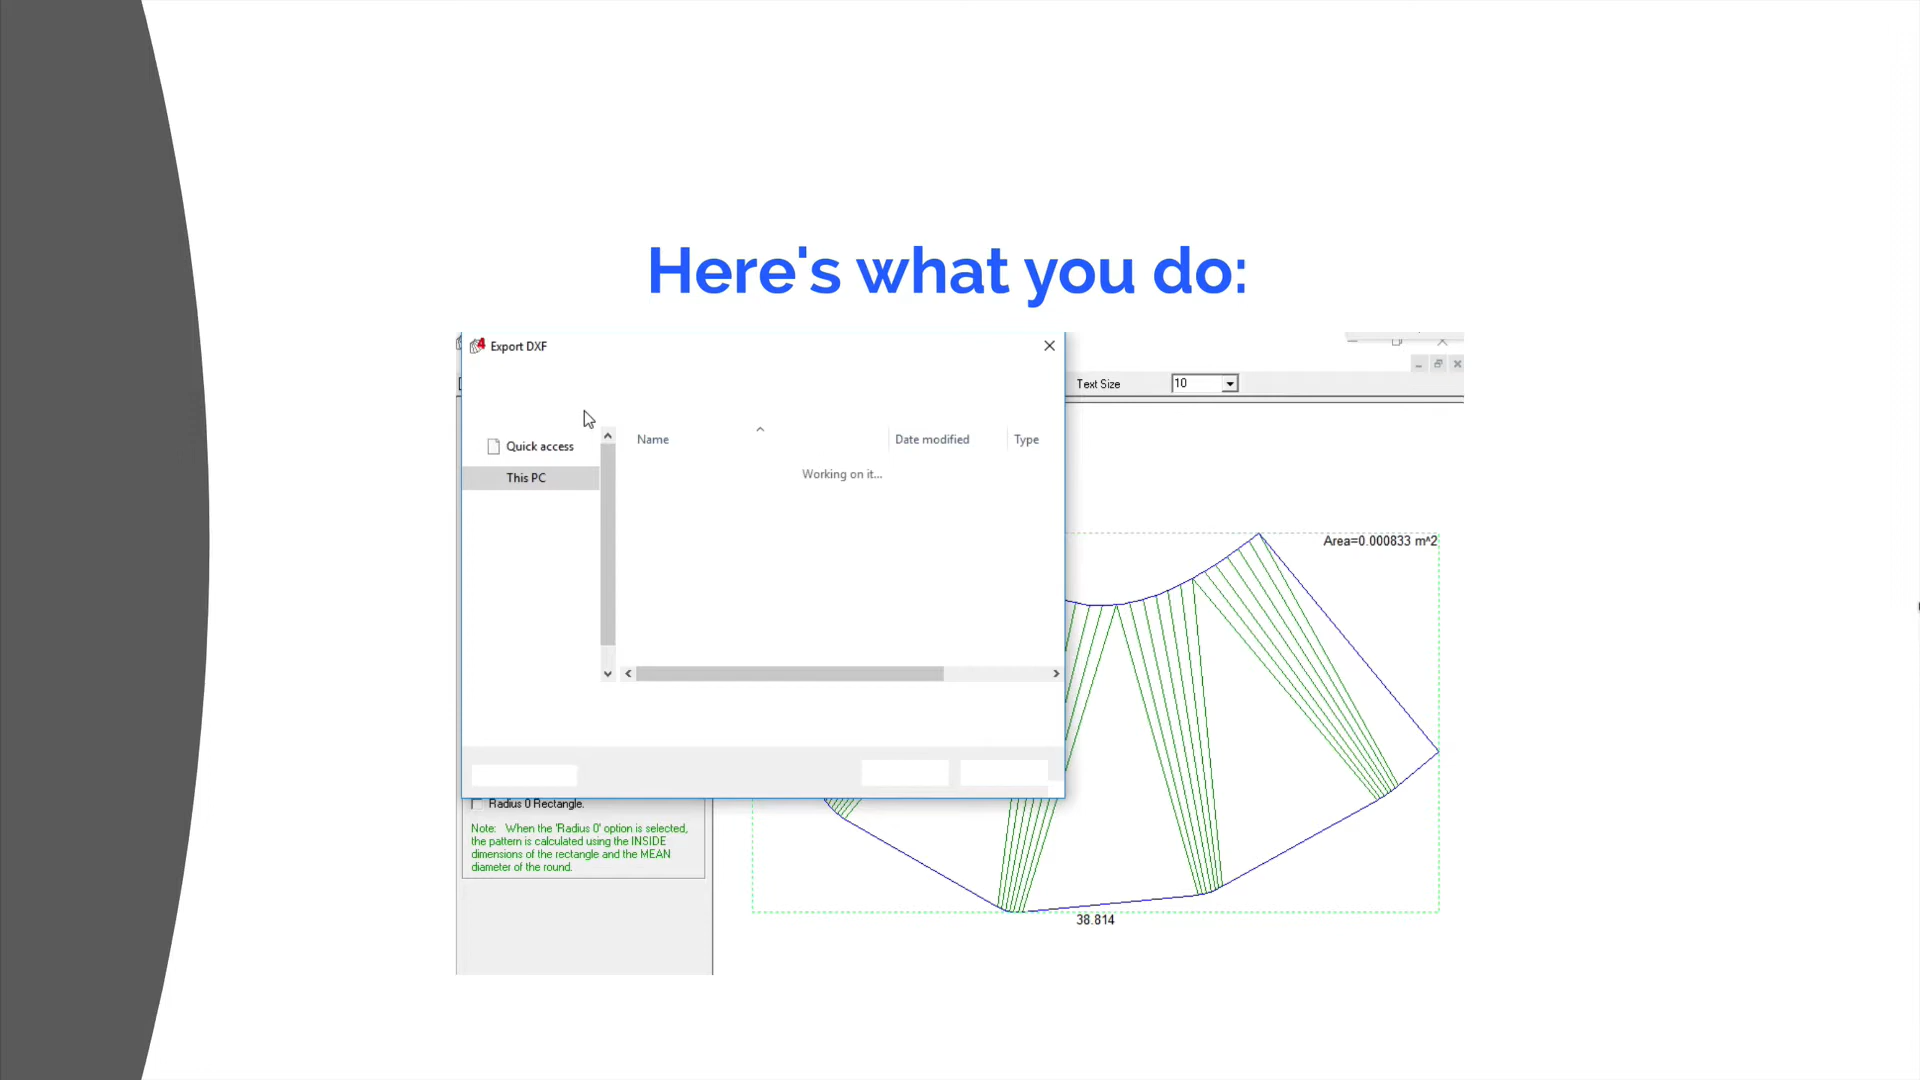 Here's what you do:
Export DXF
Text Size
10
Quick access
Name
Date modified
Type
This PC
Working on it...
Area=0.000833 m^2
Radius 0 Rectangle.
Note: When the 'Radius 0' option is selected,
the pattern is calculated using the INSIDE
dimensions of the rectangle and the MEAN
diameter of the round.
38.814